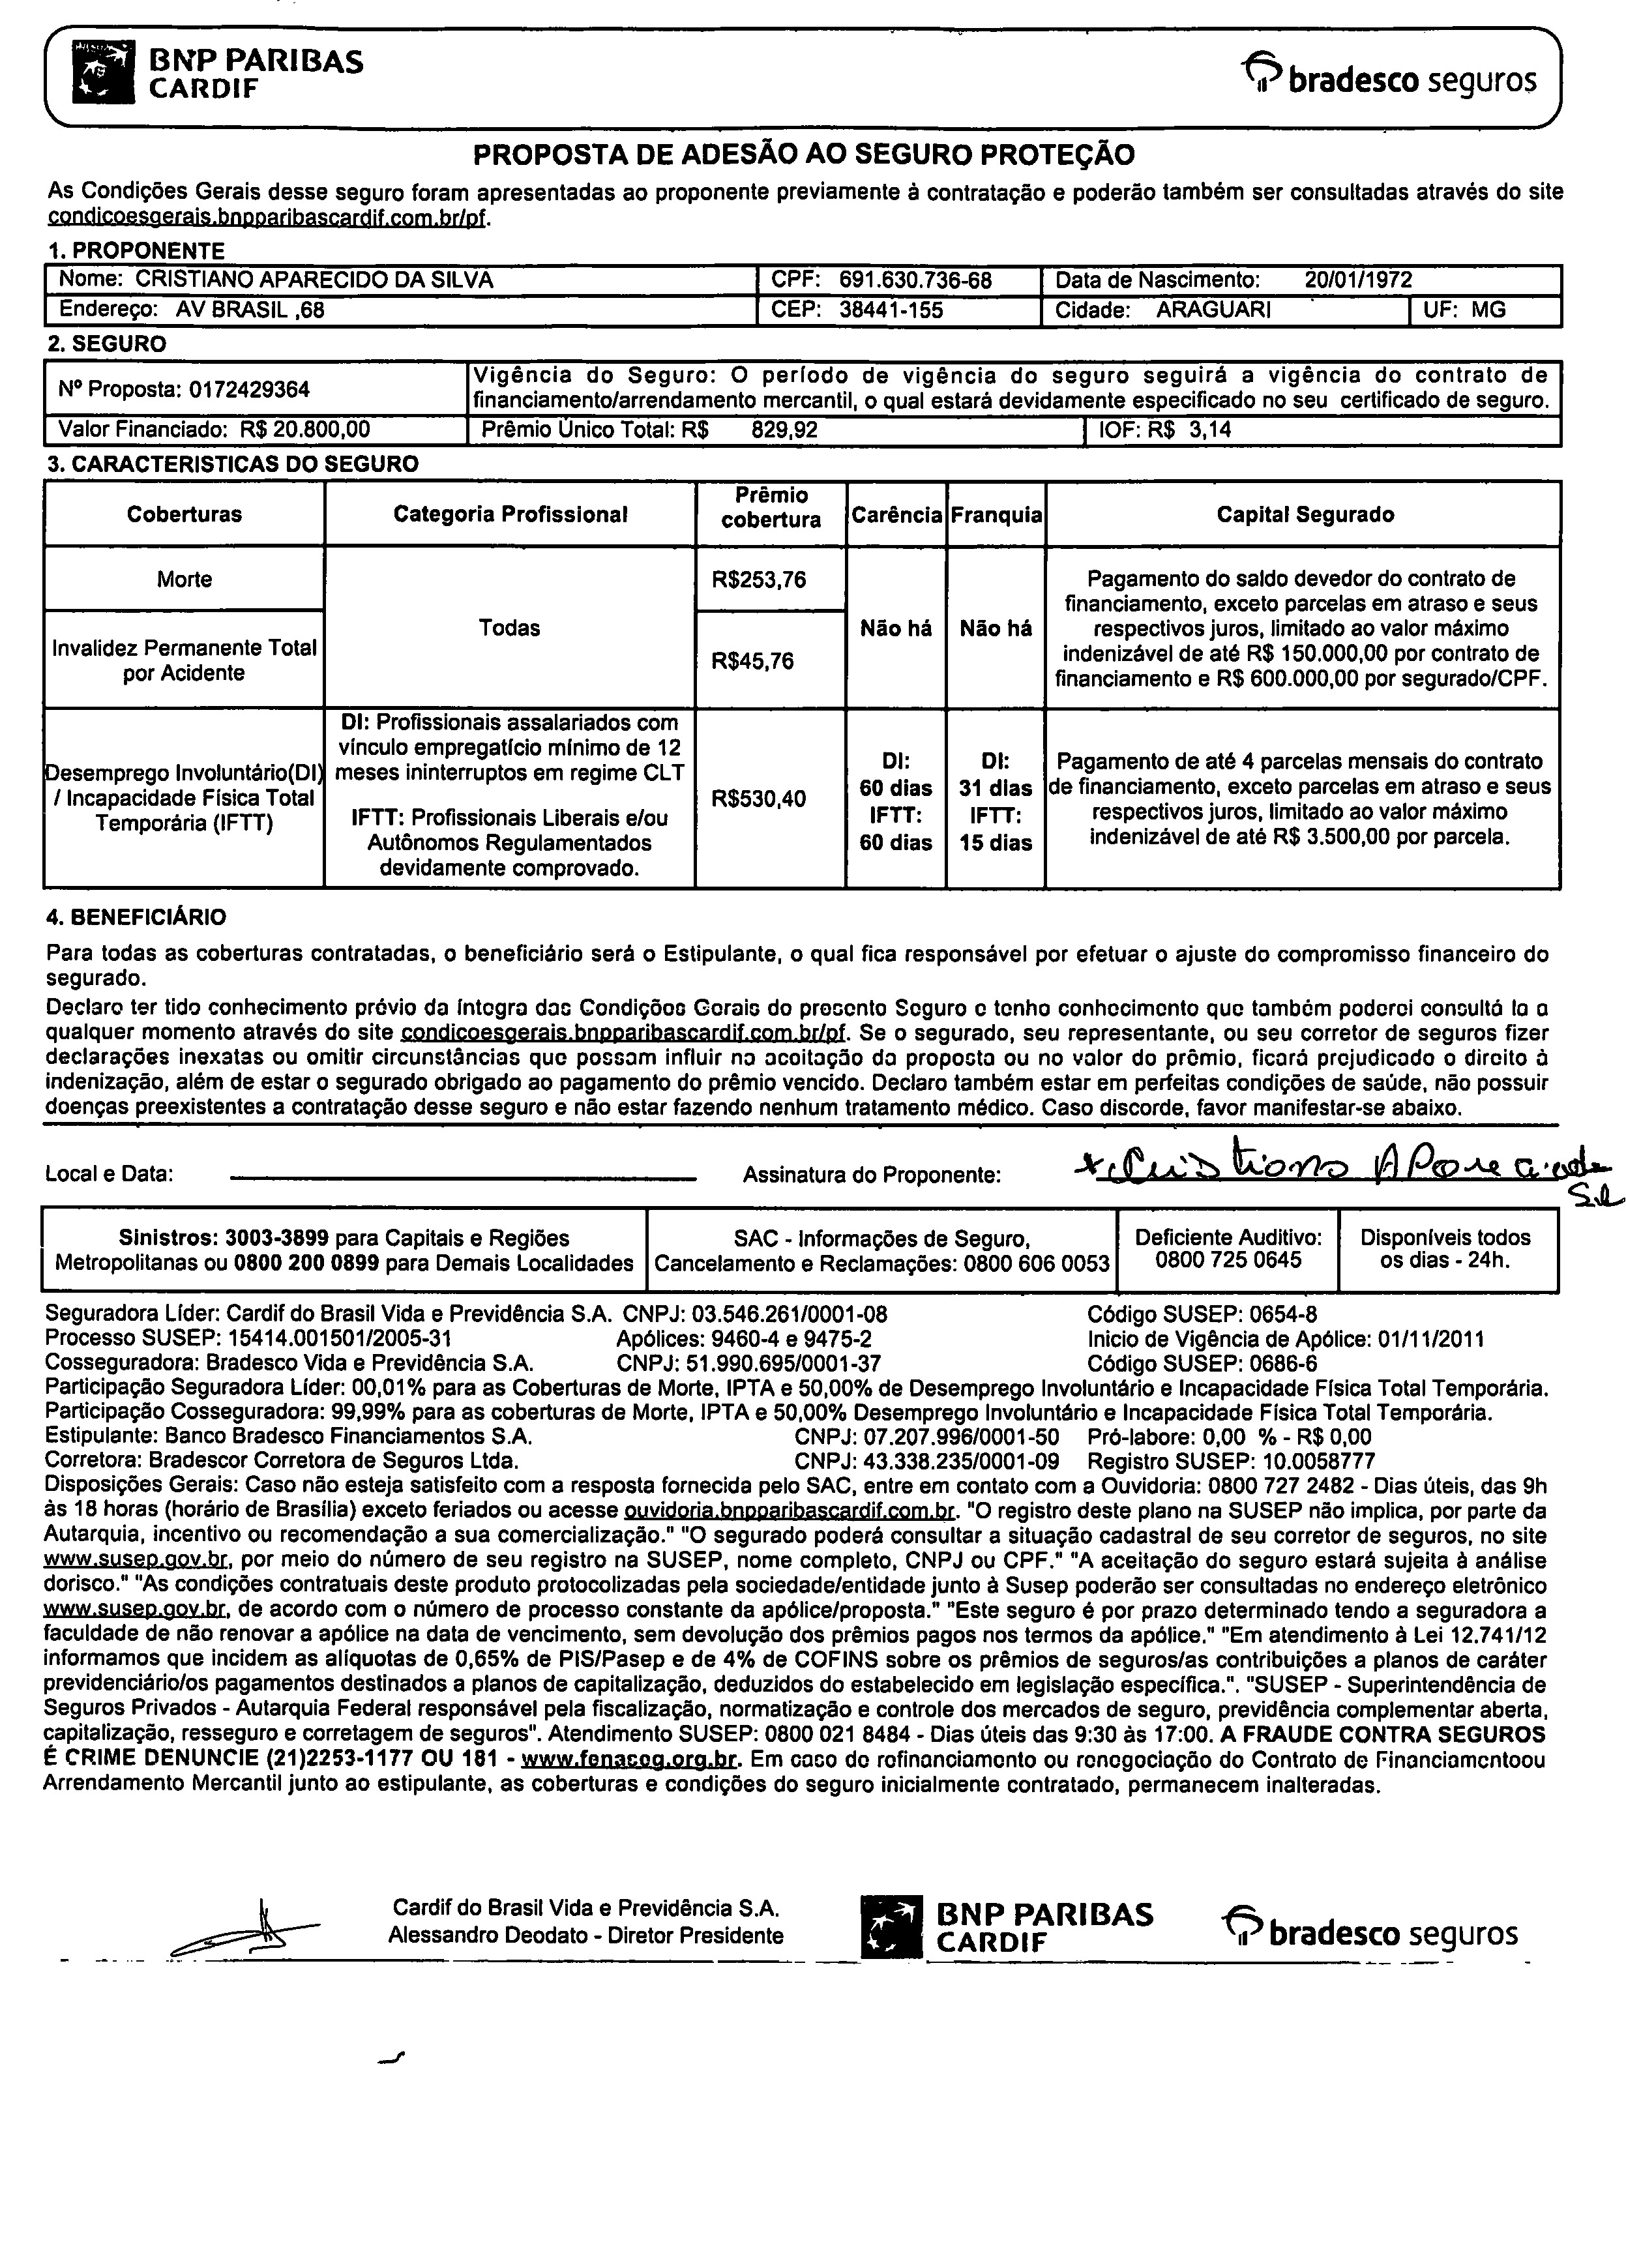 BNP PARIBAS
CARDIF
bradesco seguros
PROPOSTA DE ADESÃO AO SEGURO PROTEÇÃO
As Condições Gerais desse seguro foram apresentadas ao proponente previamente à contratação e poderão também ser consultadas através do site
condicoesgerais.bnpparibascardif.com.br/pf.
1. PROPONENTE
Nome: CRISTIANO APARECIDO DA SILVA CPF: 691.630.736-68 Data de Nascimento: 20/01/1972
Endereço: AV BRASIL ,68 CEP: 38441-155 Cidade: ARAGUARI UF: MG
2. SEGURO
Nº Proposta: 0172429364
Vigência do Seguro: O período de vigência do seguro seguirá a vigência do contrato de
financiamento/arrendamento mercantil, o qual estará devidamente especificado no seu certificado de seguro.
Valor Financiado: R$ 20.800,00 Prêmio Único Total: R$ 829,92 IOF: R$ 3,14
3. CARACTERISTICAS DO SEGURO
Coberturas
Categoria Profissional
Prêmio
cobertura
Carência
Franquia
Capital Segurado
Morte
Invalidez Permanente Total
por Acidente
Todas
R$253,76
R$45,76
Não há
Não há
Pagamento do saldo devedor do contrato de
financiamento, exceto parcelas em atraso e seus
respectivos juros, limitado ao valor máximo
indenizável de até R$ 150.000,00 por contrato de
financiamento e R$ 600.000,00 por segurado/CPF.
Desemprego Involuntário(DI)
/ Incapacidade Física Total
Temporária (IFTT)
DI: Profissionais assalariados com
vínculo empregatício mínimo de 12
meses ininterruptos em regime CLT
IFTT: Profissionais Liberais e/ou
Autônomos Regulamentados
devidamente comprovado.
R$530,40
DI:
60 dias
IFTT:
60 dias
DI:
31 dias
IFTT:
15 dias
Pagamento de até 4 parcelas mensais do contrato
de financiamento, exceto parcelas em atraso e seus
respectivos juros, limitado ao valor máximo
indenizável de até R$ 3.500,00 por parcela.
4. BENEFICIÁRIO
Para todas as coberturas contratadas, o beneficiário será o Estipulante, o qual fica responsável por efetuar o ajuste do compromisso financeiro do
segurado.
Declaro ter tido conhecimento prévio da íntegra das Condições Gerais do presente Seguro e tenho conhecimento que também poderei consultá la a
qualquer momento através do site condicoesgerais.bnpparibascardif.com.br/pf. Se o segurado, seu representante, ou seu corretor de seguros fizer
declarações inexatas ou omitir circunstâncias que possam influir na aceitação da proposta ou no valor do prêmio, ficará prejudicado o direito à
indenização, além de estar o segurado obrigado ao pagamento do prêmio vencido. Declaro também estar em perfeitas condições de saúde, não possuir
doenças preexistentes a contratação desse seguro e não estar fazendo nenhum tratamento médico. Caso discorde, favor manifestar-se abaixo.
Local e Data: Assinatura do Proponente:
Sinistros: 3003-3899 para Capitais e Regiões
Metropolitanas ou 0800 200 0899 para Demais Localidades
SAC - Informações de Seguro,
Cancelamento e Reclamações: 0800 606 0053
Deficiente Auditivo:
0800 725 0645
Disponíveis todos
os dias - 24h.
Seguradora Líder: Cardif do Brasil Vida e Previdência S.A. CNPJ: 03.546.261/0001-08 Código SUSEP: 0654-8
Processo SUSEP: 15414.001501/2005-31 Apólices: 9460-4 e 9475-2 Inicio de Vigência de Apólice: 01/11/2011
Cosseguradora: Bradesco Vida e Previdência S.A. CNPJ: 51.990.695/0001-37 Código SUSEP: 0686-6
Participação Seguradora Líder: 00,01% para as Coberturas de Morte, IPTA e 50,00% de Desemprego Involuntário e Incapacidade Física Total Temporária.
Participação Cosseguradora: 99,99% para as coberturas de Morte, IPTA e 50,00% Desemprego Involuntário e Incapacidade Física Total Temporária.
Estipulante: Banco Bradesco Financiamentos S.A. CNPJ: 07.207.996/0001-50 Pró-labore: 0,00 % - R$ 0,00
Corretora: Bradescor Corretora de Seguros Ltda. CNPJ: 43.338.235/0001-09 Registro SUSEP: 10.0058777
Disposições Gerais: Caso não esteja satisfeito com a resposta fornecida pelo SAC, entre em contato com a Ouvidoria: 0800 727 2482 - Dias úteis, das 9h
às 18 horas (horário de Brasília) exceto feriados ou acesse ouvidoria.bnpparibascardif.com.br. "O registro deste plano na SUSEP não implica, por parte da
Autarquia, incentivo ou recomendação a sua comercialização." "O segurado poderá consultar a situação cadastral de seu corretor de seguros, no site
www.susep.gov.br, por meio do número de seu registro na SUSEP, nome completo, CNPJ ou CPF." "A aceitação do seguro estará sujeita à análise
dorisco." "As condições contratuais deste produto protocolizadas pela sociedade/entidade junto à Susep poderão ser consultadas no endereço eletrônico
www.susep.gov.br, de acordo com o número de processo constante da apólice/proposta." "Este seguro é por prazo determinado tendo a seguradora a
faculdade de não renovar a apólice na data de vencimento, sem devolução dos prêmios pagos nos termos da apólice." "Em atendimento à Lei 12.741/12
informamos que incidem as alíquotas de 0,65% de PIS/Pasep e de 4% de COFINS sobre os prêmios de seguros/as contribuições a planos de caráter
previdenciário/os pagamentos destinados a planos de capitalização, deduzidos do estabelecido em legislação específica.". "SUSEP - Superintendência de
Seguros Privados - Autarquia Federal responsável pela fiscalização, normatização e controle dos mercados de seguro, previdência complementar aberta,
capitalização, resseguro e corretagem de seguros". Atendimento SUSEP: 0800 021 8484 - Dias úteis das 9:30 às 17:00. A FRAUDE CONTRA SEGUROS
É CRIME DENUNCIE (21)2253-1177 OU 181 - www.fenacog.org.br. Em caso de refinanciamento ou renegociação do Contrato de Financiamentoou
Arrendamento Mercantil junto ao estipulante, as coberturas e condições do seguro inicialmente contratado, permanecem inalteradas.
Cardif do Brasil Vida e Previdência S.A.
Alessandro Deodato - Diretor Presidente
BNP PARIBAS
CARDIF
bradesco seguros